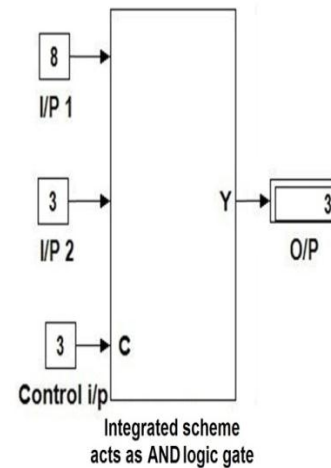 8
I/P 1
3
I/P 2
3
Control i/p
C
Y
3
O/P
Integrated scheme
acts as AND logic gate